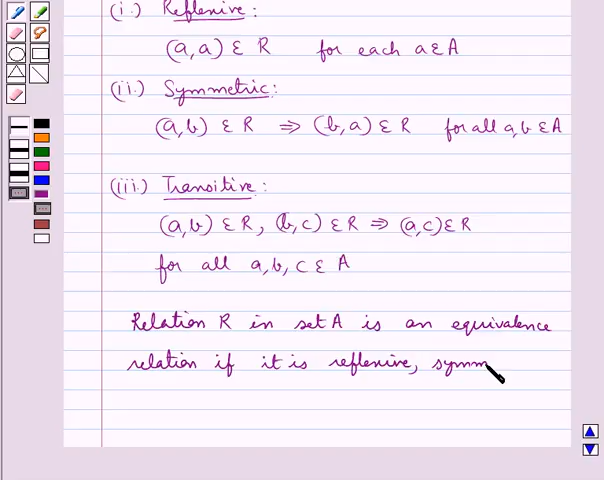 (i.) Reflexive:
(a,a) ε R for each a ε A
(ii.) Symmetric:
(a,b) ε R ⇒ (b,a) ε R for all a,b ε A
(iii.) Transitive:
(a,b) ε R, (b,c) ε R ⇒ (a,c) ε R
for all a,b,c ε A
Relation R in set A is an equivalence
relation if it is reflexive, symm